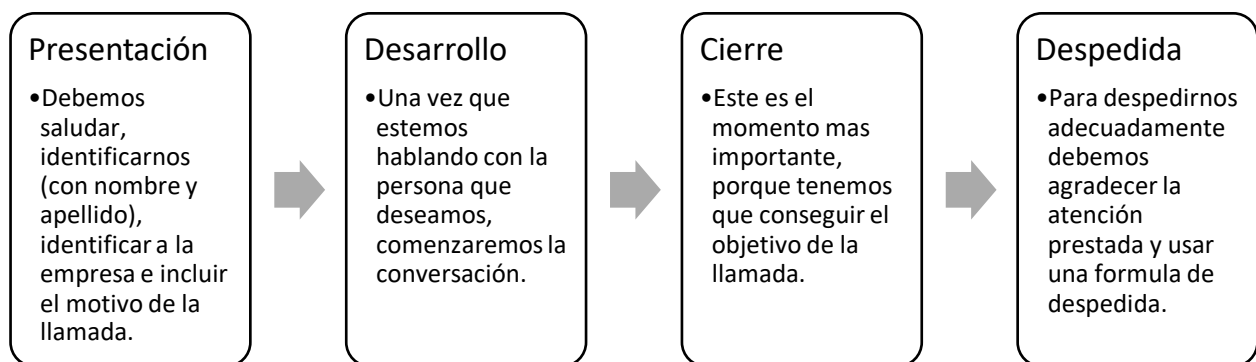 Presentación
•Debemos
saludar,
identificarnos
(con nombre y
apellido),
identificar a la
empresa e incluir
el motivo de la
llamada.
Desarrollo
•Una vez que
estemos
hablando con la
persona que
deseamos,
comenzaremos la
conversación.
Cierre
•Este es el
momento mas
importante,
porque tenemos
que conseguir el
objetivo de la
llamada.
Despedida
•Para despedirnos
adecuadamente
debemos
agradecer la
atención
prestada y usar
una formula de
despedida.